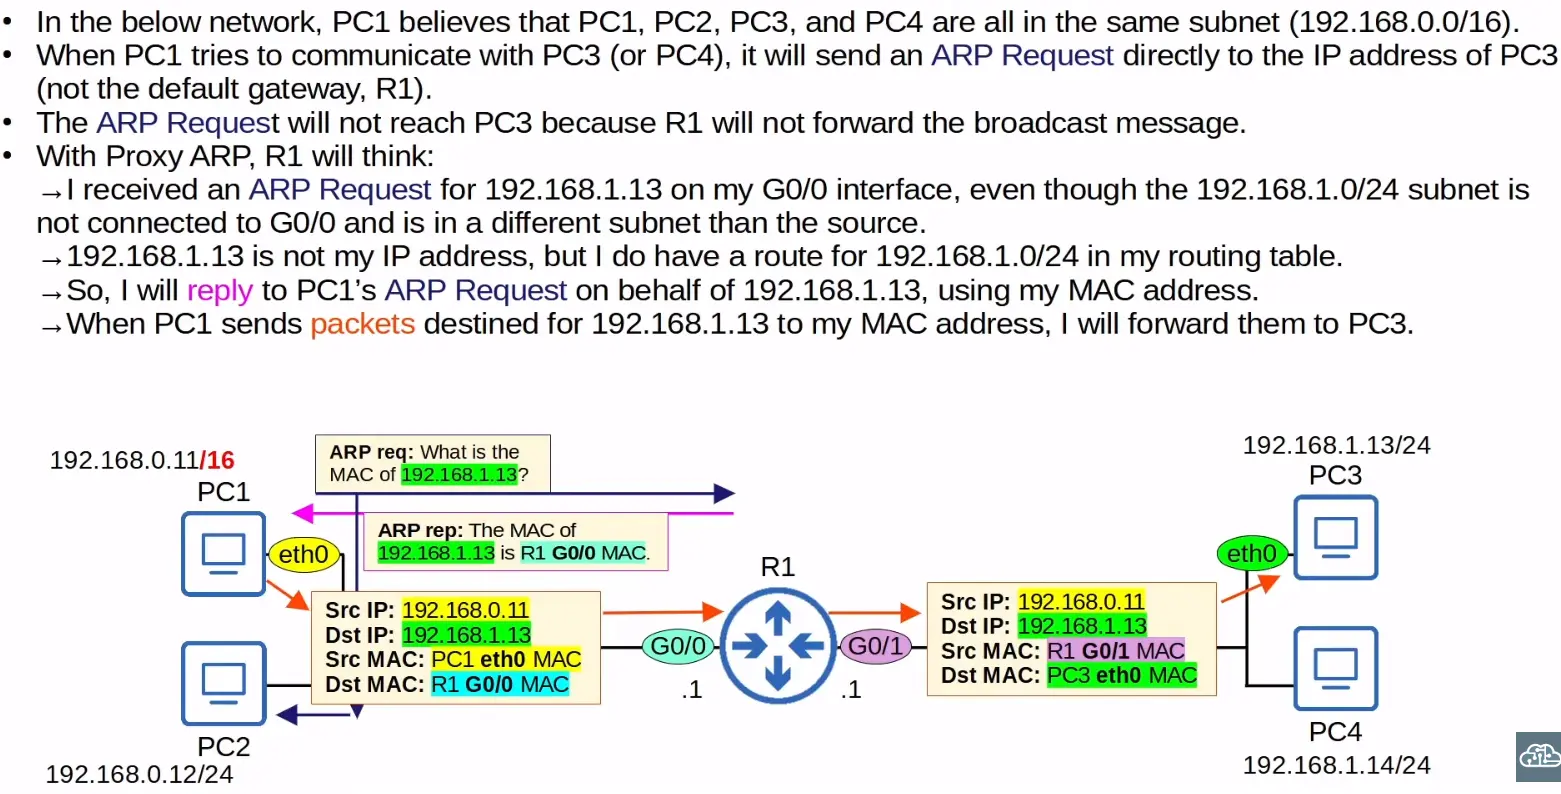 • In the below network, PC1 believes that PC1, PC2, PC3, and PC4 are all in the same subnet (192.168.0.0/16).
• When PC1 tries to communicate with PC3 (or PC4), it will send an ARP Request directly to the IP address of PC3
(not the default gateway, R1).
• The ARP Request will not reach PC3 because R1 will not forward the broadcast message.
• With Proxy ARP, R1 will think:
→I received an ARP Request for 192.168.1.13 on my G0/0 interface, even though the 192.168.1.0/24 subnet is
not connected to G0/0 and is in a different subnet than the source.
→192.168.1.13 is not my IP address, but I do have a route for 192.168.1.0/24 in my routing table.
→So, I will reply to PC1’s ARP Request on behalf of 192.168.1.13, using my MAC address.
→When PC1 sends packets destined for 192.168.1.13 to my MAC address, I will forward them to PC3.
192.168.0.11/16
PC1
eth0
ARP req: What is the
MAC of 192.168.1.13?
ARP rep: The MAC of
192.168.1.13 is R1 G0/0 MAC.
Src IP: 192.168.0.11
Dst IP: 192.168.1.13
Src MAC: PC1 eth0 MAC
Dst MAC: R1 G0/0 MAC
PC2
192.168.0.12/24
R1
G0/0
.1
G0/1
.1
Src IP: 192.168.0.11
Dst IP: 192.168.1.13
Src MAC: R1 G0/1 MAC
Dst MAC: PC3 eth0 MAC
192.168.1.13/24
PC3
eth0
PC4
192.168.1.14/24